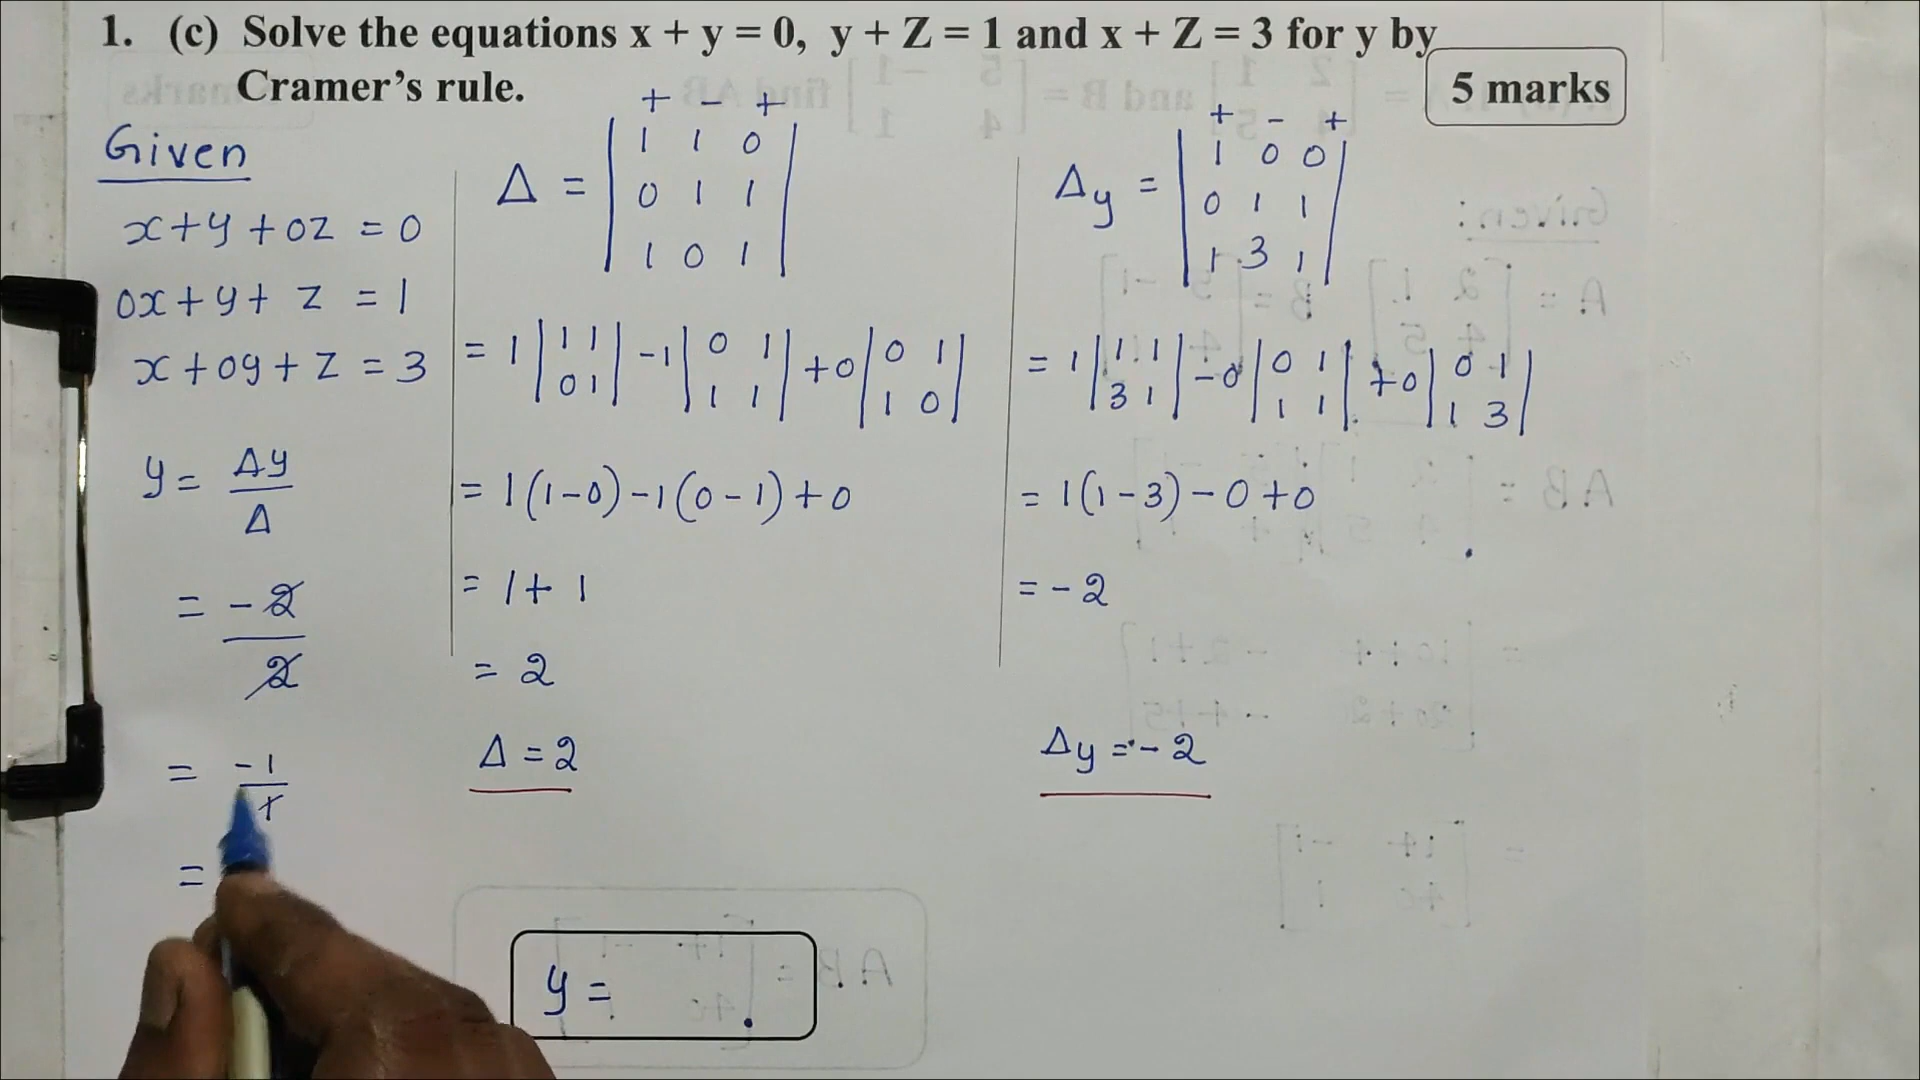 1. (c) Solve the equations x + y = 0, y + Z = 1 and x + Z = 3 for y by
Cramer's rule.
5 marks
Given
x+y+0z = 0
0x+y+z = 1
x+0y+z = 3
y = Δy/Δ
= -2/2
= -1/1
=
+ - +
Δ = |1 1 0|
|0 1 1|
|1 0 1|
= 1|1 1; 0 1| -1|0 1; 1 1| +0|0 1; 1 0|
= 1(1-0)-1(0-1)+0
= 1+1
= 2
Δ = 2
+ - +
Δy = |1 0 0|
|0 1 1|
|1 3 1|
= 1|1 1; 3 1| -0|0 1; 1 1| +0|0 1; 1 3|
= 1(1-3)-0+0
= -2
Δy = -2
y =